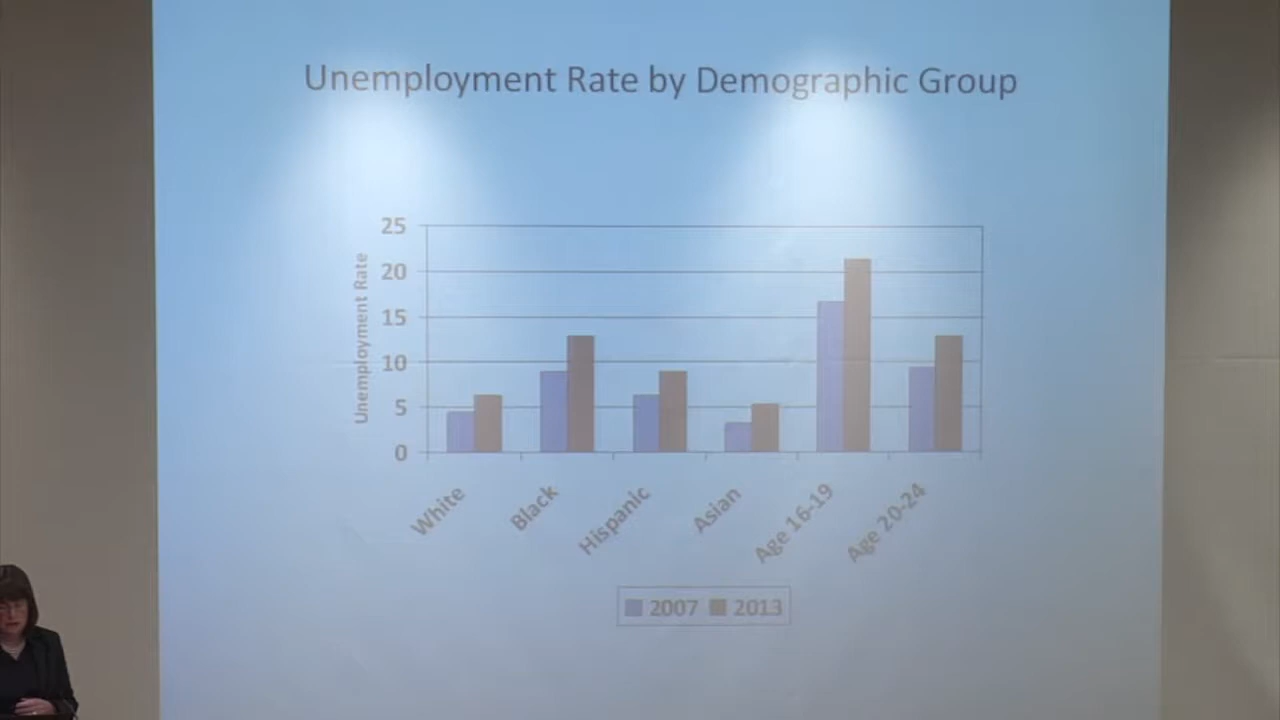 Unemployment Rate by Demographic Group
25
20
15
10
5
0
Unemployment Rate
White
Black
Hispanic
Asian
Age 16-19
Age 20-24
2007 2013